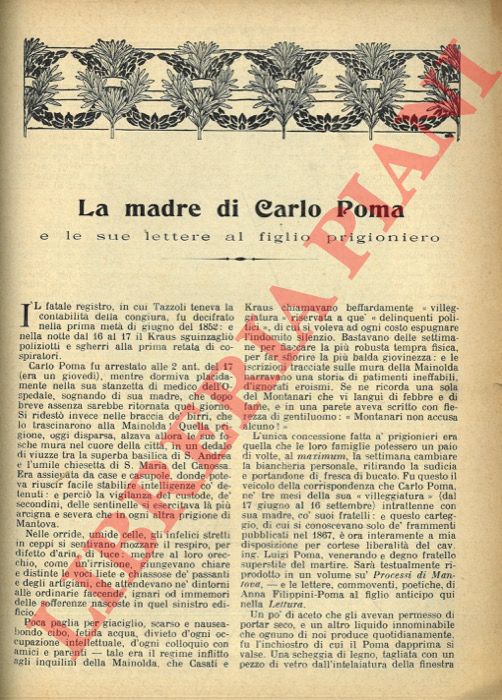 La madre di Carlo Poma
e le sue lettere al figlio prigioniero
IL fatale registro, in cui Tazzoli teneva la
contabilità della congiura, fu decifrato
nella prima metà di giugno del 1852: e
nella notte dal 16 al 17 il Kraus sguinzagliò
poliziotti e sgherri alla prima retata di co-
spiratori.
Carlo Poma fu arrestato alle 2 ant. del 17
(era un giovedì), mentre dormiva placida-
mente nella sua stanzetta di medico dell'O-
spedale, sognando di sua madre, che dopo
breve assenza sarebbe ritornata quel giorno.
Si ridestò invece nelle braccia de' birri, che
lo trascinarono alla Mainolda! Quella pri-
gione, oggi disparsa, alzava allora le sue fo-
sche mura nel cuore della città, in un dedalo
di viuzze tra la superba basilica di S. Andrea
e l'umile chiesetta di S. Maria del Carossa.
Era assiepata da case e soprusi, donde pote-
va riuscir facile stabilire intelligenze co' de-
tenuti: e perciò la vigilanza del custode, de'
secondini, delle sentinelle vi esercitava là più
arcigna e severa che in ogni altra prigione di
Mantova.
Nelle orride, umide celle, gli infelici stretti
in ceppi si sentivano mozzare il respiro, per
difetto d'aria, di luce: mentre al loro orec-
chio, come un'irrisione, giungevano chiare
e distinte le voci liete e chiassose de' passanti
e degli artigiani, che attendevano ne' dintorni
alle ordinarie faccende, ignari od immemori
delle sofferenze ascoste in quel sinistro edifi-
cio.
Poca paglia per giaciglio, scarso e nausea-
bondo cibo, putrida acqua, divieto d'ogni oc-
cupazione intellettuale, d'ogni colloquio con
amici e parenti — tale era il regime inflitto
agli inquilini della Mainolda, che Casati e
Kraus chiamavano beffardamente « villeg-
giatura » riservata a que' « delinquenti poli-
tici », di cui si voleva ad ogni costo espugnare
l'indocile silenzio. Bastavano delle settima-
ne per fiaccare la più robusta tempra fisica,
per far sfiorire la più balda giovinezza: e le
iscrizioni tracciate sulle mura della Mainolda
narravano una storia di patimenti ineffabili,
d'ignorati eroismi. Se ne ricorda una sola
del Montanari che vi languì di febbre e di
fame, e in una parete aveva scritto con fie-
rezza di gentiluomo: « Montanari non accusa
alcuno! »
L'unica concessione fatta a' prigionieri era
quella che le loro famiglie potessero un paio
di volte, al maximum, la settimana cambiare
la biancheria personale, ritirando la sudicia
e portandone di fresca di bucato. Fu questo il
veicolo della corrispondenza che Carlo Poma,
ne' tre mesi della sua « villeggiatura » (dal
17 giugno al 16 settembre) intrattenne con
sua madre, co' suoi fratelli: e questo carteg-
gio, di cui si conoscevano solo de' frammenti
pubblicati nel 1867, è ora interamente a mia
disposizione per cortese liberalità del cav.
ing. Luigi Poma, venerando e degno fratello
superstite del martire. Sarà testualmente ri-
prodotto in un volume su' Processi di Man-
tova, — e le lettere, commoventi, poetiche, di
Anna Filippini-Poma al figlio anticipo qui
nella Lettura.
Un po' di aceto che gli avevan permesso di
portar seco, e un altro liquido innominabile
che ognuno di noi produce quotidianamente,
fu l'inchiostro di cui il Poma dapprima si
valse. Una scheggia di legno, tagliata con un
pezzo di vetro dall'intelaiatura della finestra
LIBRERIA PIANI